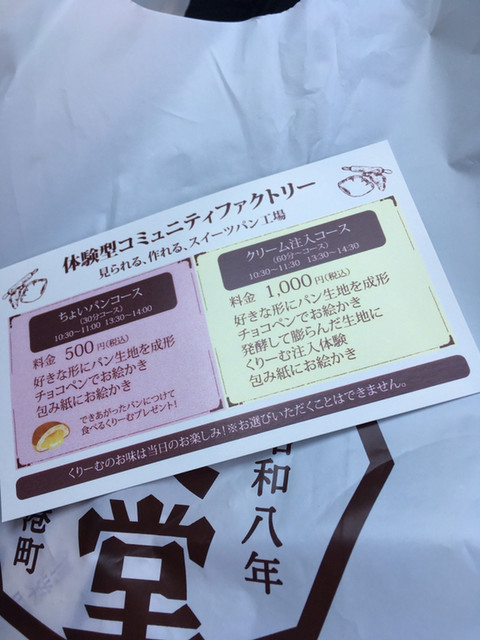 体験型コミュニティファクトリー
見られる、作れる、スイーツパン工場
ちょいパンコース
(30分コース)
10:30~11:00 13:30~14:00
料金 500円(税込)
好きな形にパン生地を成形
チョコペンでお絵かき
包み紙にお絵かき
できあがったパンにつけて
食べるくりーむプレゼント!
クリーム注入コース
(60分コース)
10:30~11:30 13:30~14:30
料金 1,000円(税込)
好きな形にパン生地を成形
チョコペンでお絵かき
発酵して膨らんだ生地に
くりーむ注入体験
包み紙にお絵かき
くりーむのお味は当日のお楽しみ!※お選びいただくことはできません。
和八年
堂
港町